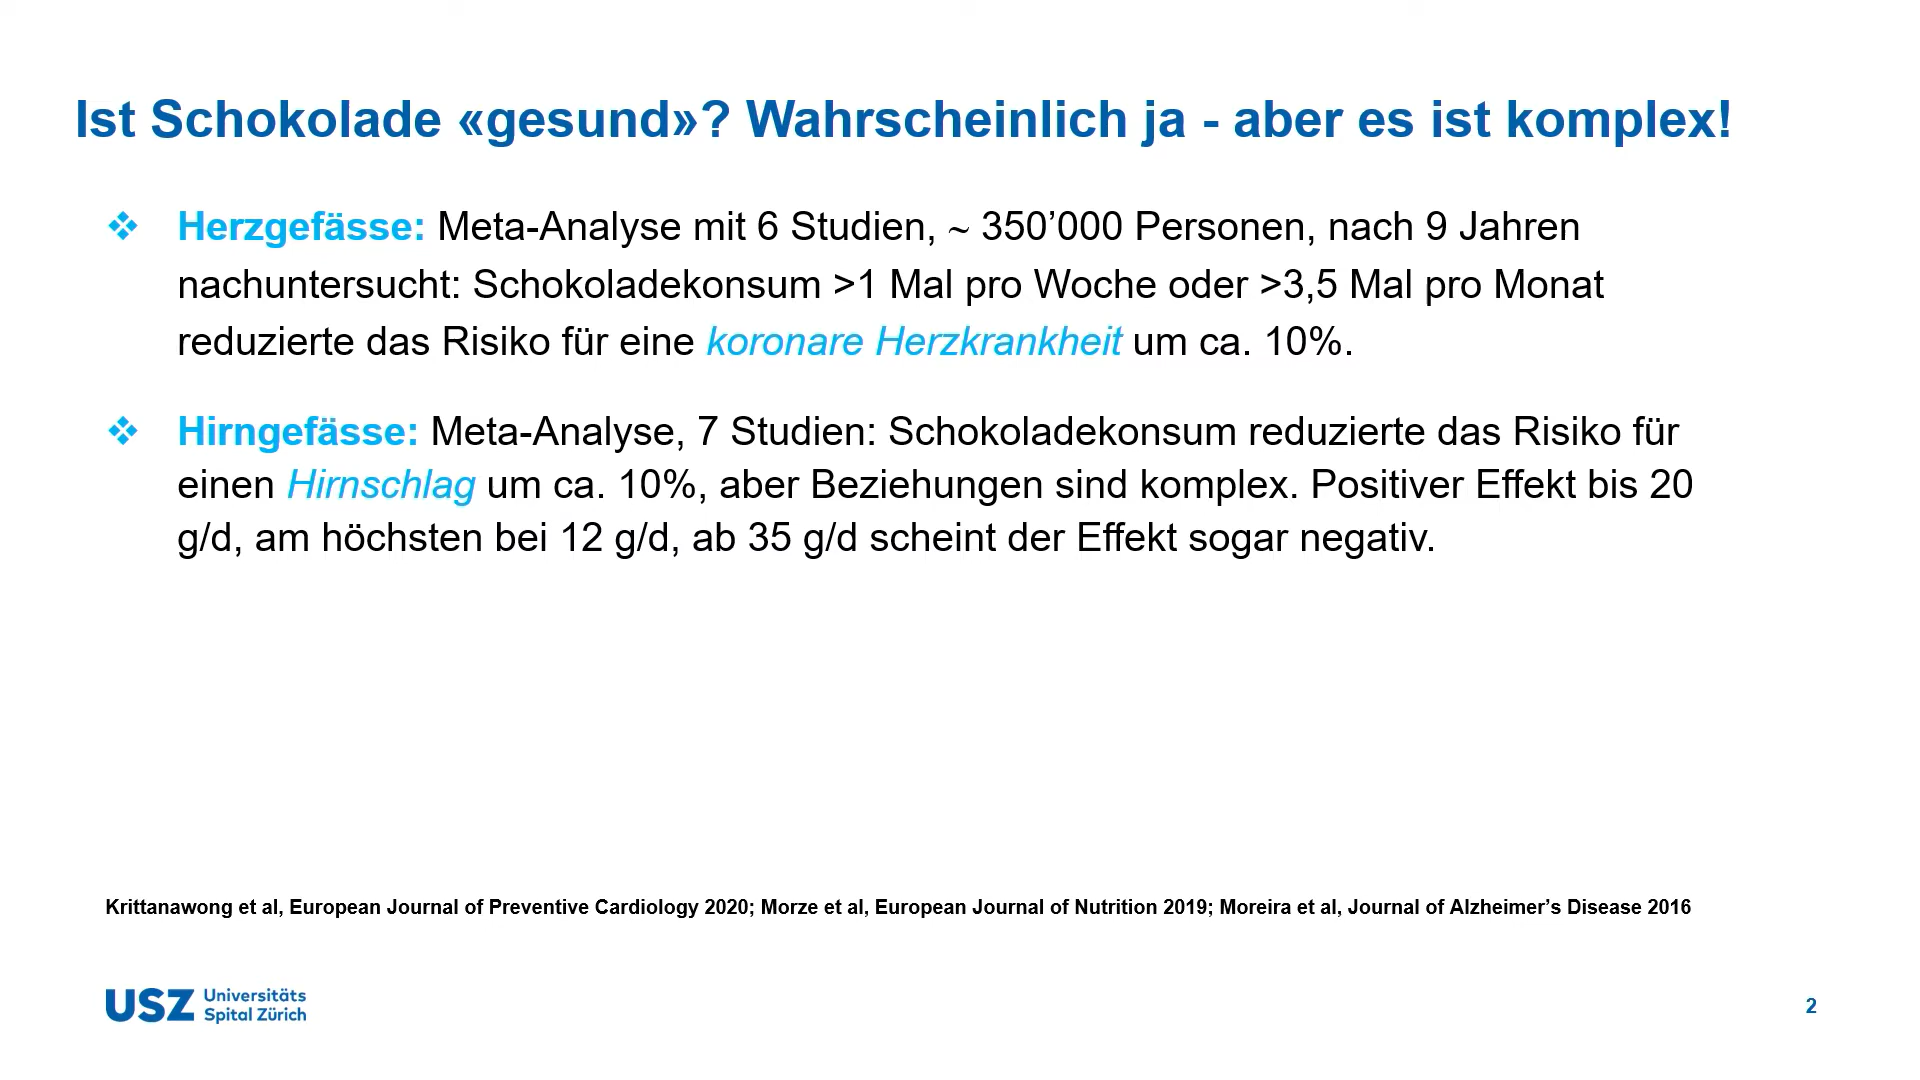 Ist Schokolade «gesund»? Wahrscheinlich ja - aber es ist komplex!
❖ Herzgefässe: Meta-Analyse mit 6 Studien, ~ 350’000 Personen, nach 9 Jahren
nachuntersucht: Schokoladekonsum >1 Mal pro Woche oder >3,5 Mal pro Monat
reduzierte das Risiko für eine koronare Herzkrankheit um ca. 10%.
❖ Hirngefässe: Meta-Analyse, 7 Studien: Schokoladekonsum reduzierte das Risiko für
einen Hirnschlag um ca. 10%, aber Beziehungen sind komplex. Positiver Effekt bis 20
g/d, am höchsten bei 12 g/d, ab 35 g/d scheint der Effekt sogar negativ.
Krittanawong et al, European Journal of Preventive Cardiology 2020; Morze et al, European Journal of Nutrition 2019; Moreira et al, Journal of Alzheimer’s Disease 2016
USZ Universitäts
Spital Zürich
2